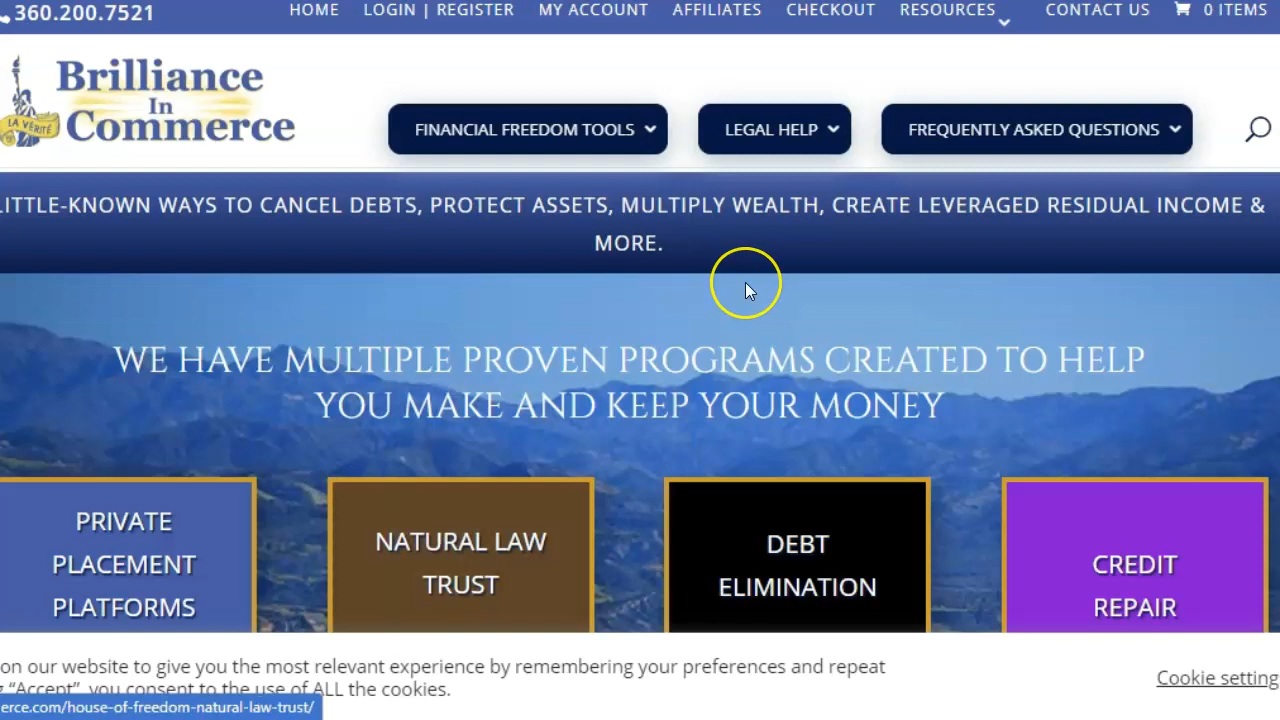 360.200.7521
HOME LOGIN | REGISTER MY ACCOUNT AFFILIATES CHECKOUT RESOURCES CONTACT US 0 ITEMS
Brilliance
In
Commerce
LA VÉRITÉ
FINANCIAL FREEDOM TOOLS LEGAL HELP FREQUENTLY ASKED QUESTIONS
LITTLE-KNOWN WAYS TO CANCEL DEBTS, PROTECT ASSETS, MULTIPLY WEALTH, CREATE LEVERAGED RESIDUAL INCOME &
MORE.
WE HAVE MULTIPLE PROVEN PROGRAMS CREATED TO HELP
YOU MAKE AND KEEP YOUR MONEY
PRIVATE
PLACEMENT
PLATFORMS
NATURAL LAW
TRUST
DEBT
ELIMINATION
CREDIT
REPAIR
on our website to give you the most relevant experience by remembering your preferences and repeat
"Accept", you consent to the use of ALL the cookies.
Cookie setting
erce.com/house-of-freedom-natural-law-trust/